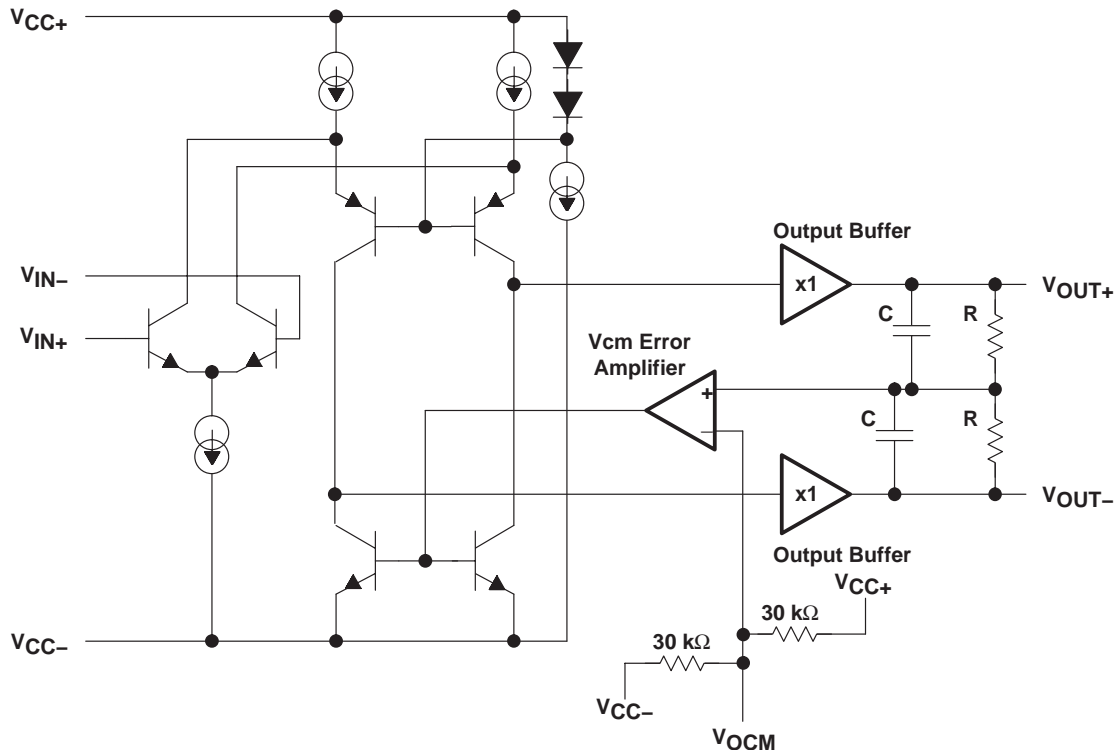 VCC+
Output Buffer
VIN−
x1
VOUT+
C
R
VIN+
Vcm Error
Amplifier
+
−
C
R
x1
VOUT−
Output Buffer
VCC+
30 kΩ
VCC−
30 kΩ
VCC−
VOCM